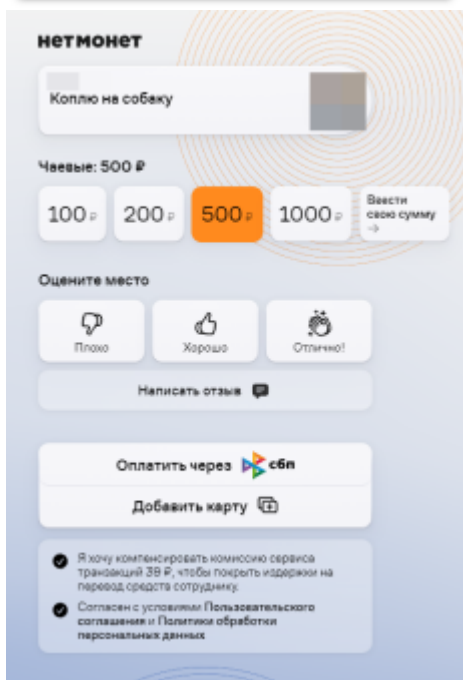 нетмонет
Коплю на собаку
Чаевые: 500 ₽
100 ₽ 200 ₽ 500 ₽ 1000 ₽ Ввести
свою сумму
→
Оцените место
Плохо Хорошо Отлично!
Написать отзыв
Оплатить через сбп
Добавить карту
Я хочу компенсировать комиссию сервиса
транзакций 39 ₽, чтобы покрыть издержки на
перевод средств сотруднику.
Согласен с условиями Пользовательского
соглашения и Политики обработки
персональных данных